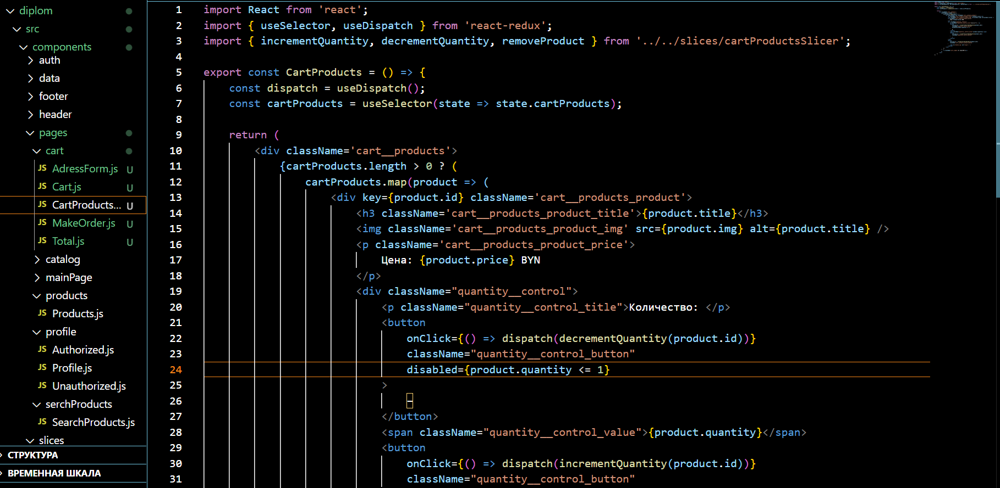 diplom
src
components
auth
data
footer
header
pages
cart
JS AdressForm.js U
JS Cart.js U
JS CartProducts... U
JS MakeOrder.js U
JS Total.js U
catalog
mainPage
products
JS Products.js
profile
JS Authorized.js
JS Profile.js
JS Unauthorized.js
serchProducts
JS SearchProducts.js
slices
СТРУКТУРА
ВРЕМЕННАЯ ШКАЛА
1 import React from 'react';
2 import { useSelector, useDispatch } from 'react-redux';
3 import { incrementQuantity, decrementQuantity, removeProduct } from '../../slices/cartProductsSlicer';
4
5 export const CartProducts = () => {
6 const dispatch = useDispatch();
7 const cartProducts = useSelector(state => state.cartProducts);
8
9 return (
10 <div className='cart__products'>
11 {cartProducts.length > 0 ? (
12 cartProducts.map(product => (
13 <div key={product.id} className='cart__products_product'>
14 <h3 className='cart__products_product_title'>{product.title}</h3>
15 <img className='cart__products_product_img' src={product.img} alt={product.title} />
16 <p className='cart__products_product_price'>
17 Цена: {product.price} BYN
18 </p>
19 <div className="quantity__control">
20 <p className="quantity__control_title">Количество: </p>
21 <button
22 onClick={() => dispatch(decrementQuantity(product.id))}
23 className="quantity__control_button"
24 disabled={product.quantity <= 1}
25 >
26 –
27 </button>
28 <span className="quantity__control_value">{product.quantity}</span>
29 <button
30 onClick={() => dispatch(incrementQuantity(product.id))}
31 className="quantity__control_button"